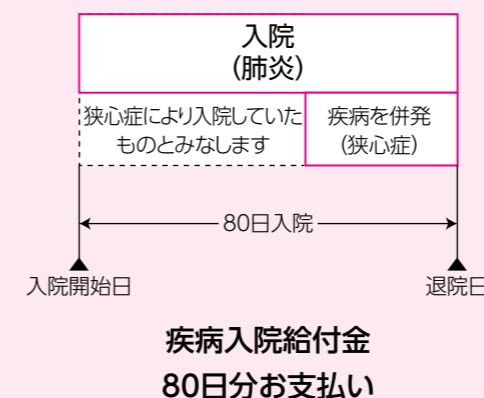 入院
(肺炎)
狭心症により入院していた
ものとみなします
疾病を併発
(狭心症)
80日入院
入院開始日
退院日
疾病入院給付金
80日分お支払い